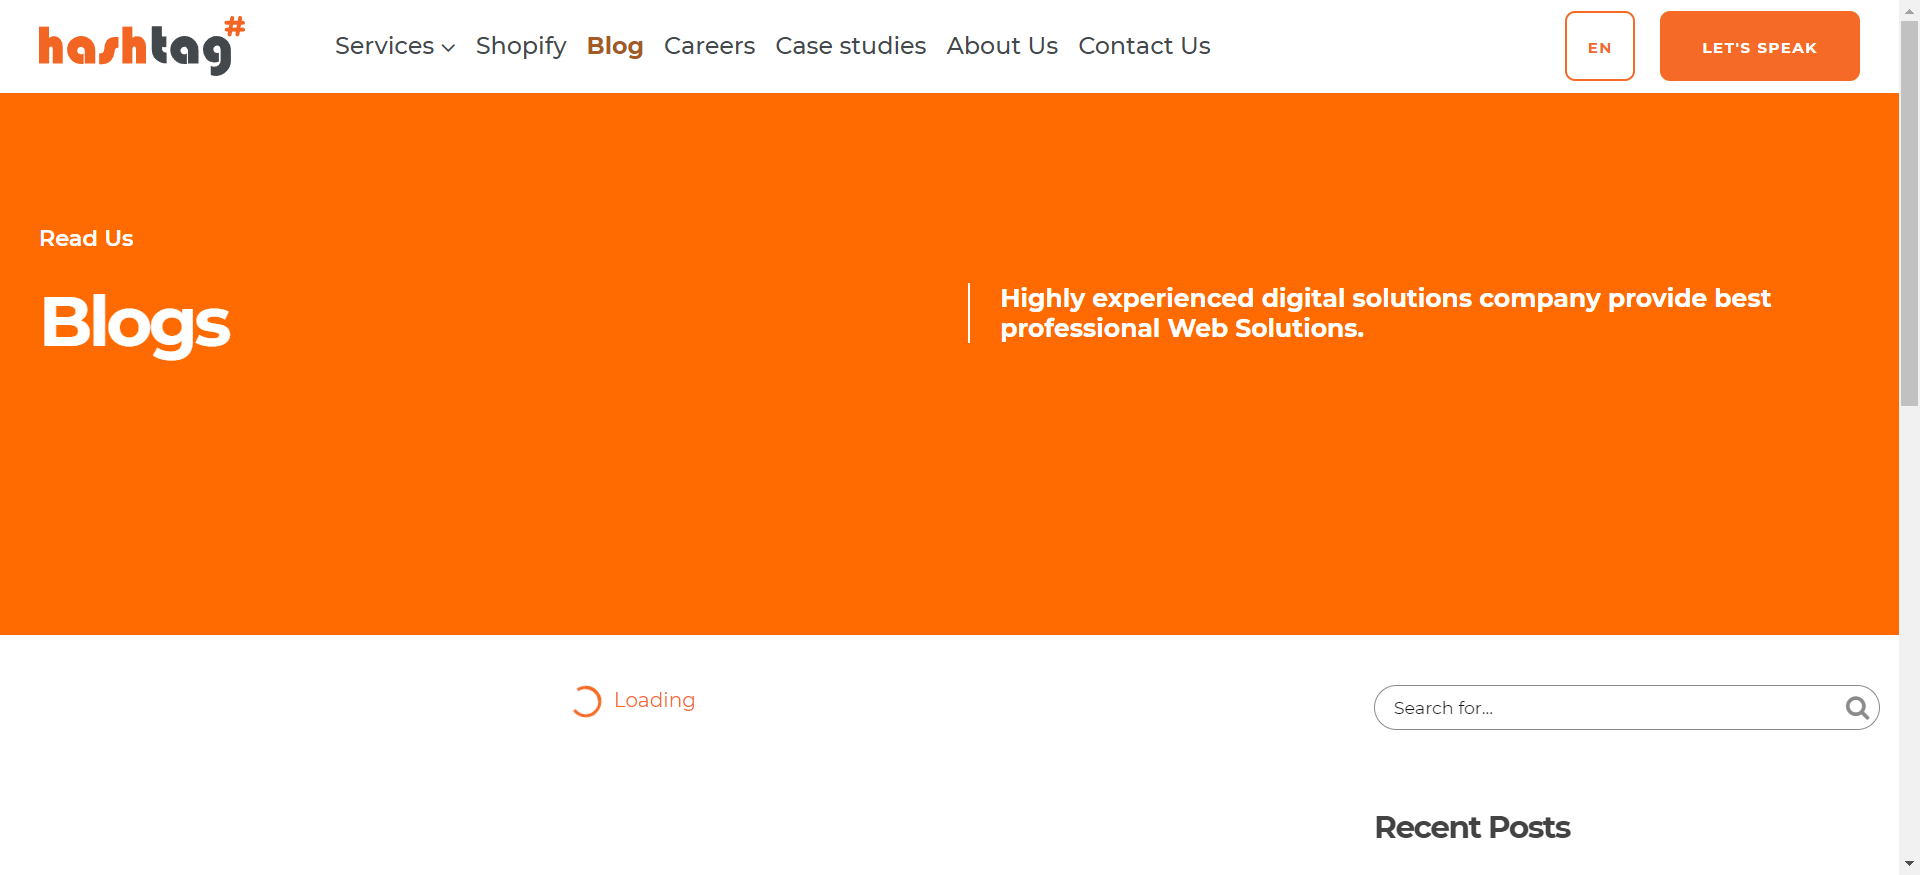 hashtag#
Services
Shopify
Blog
Careers
Case studies
About Us
Contact Us
EN
LET'S SPEAK
Read Us
Blogs
Highly experienced digital solutions company provide best
professional Web Solutions.
Loading
Search for...
Recent Posts